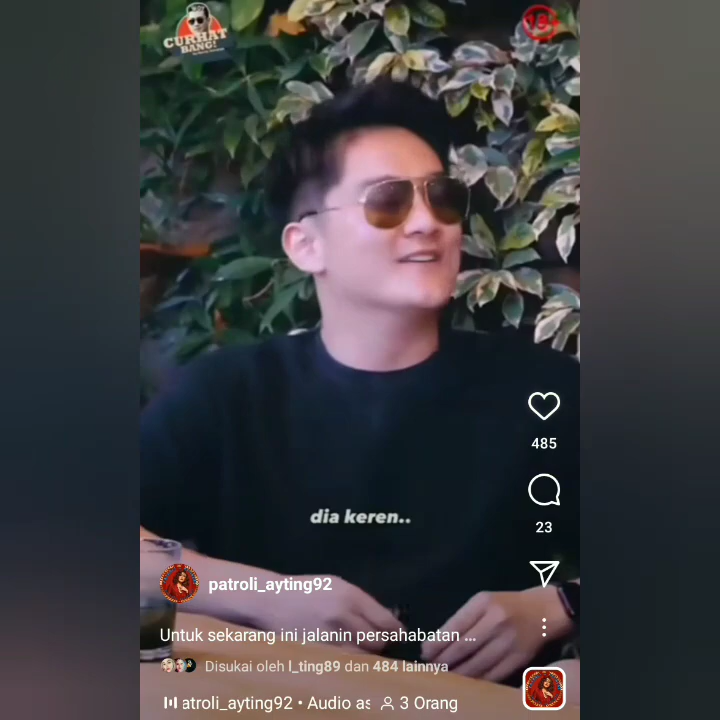 CURHAT
BANG!
18+
485
dia keren..
23
patroli_ayting92
Untuk sekarang ini jalanin persahabatan ...
Disukai oleh l_ting89 dan 484 lainnya
atroli_ayting92 • Audio as
3 Orang